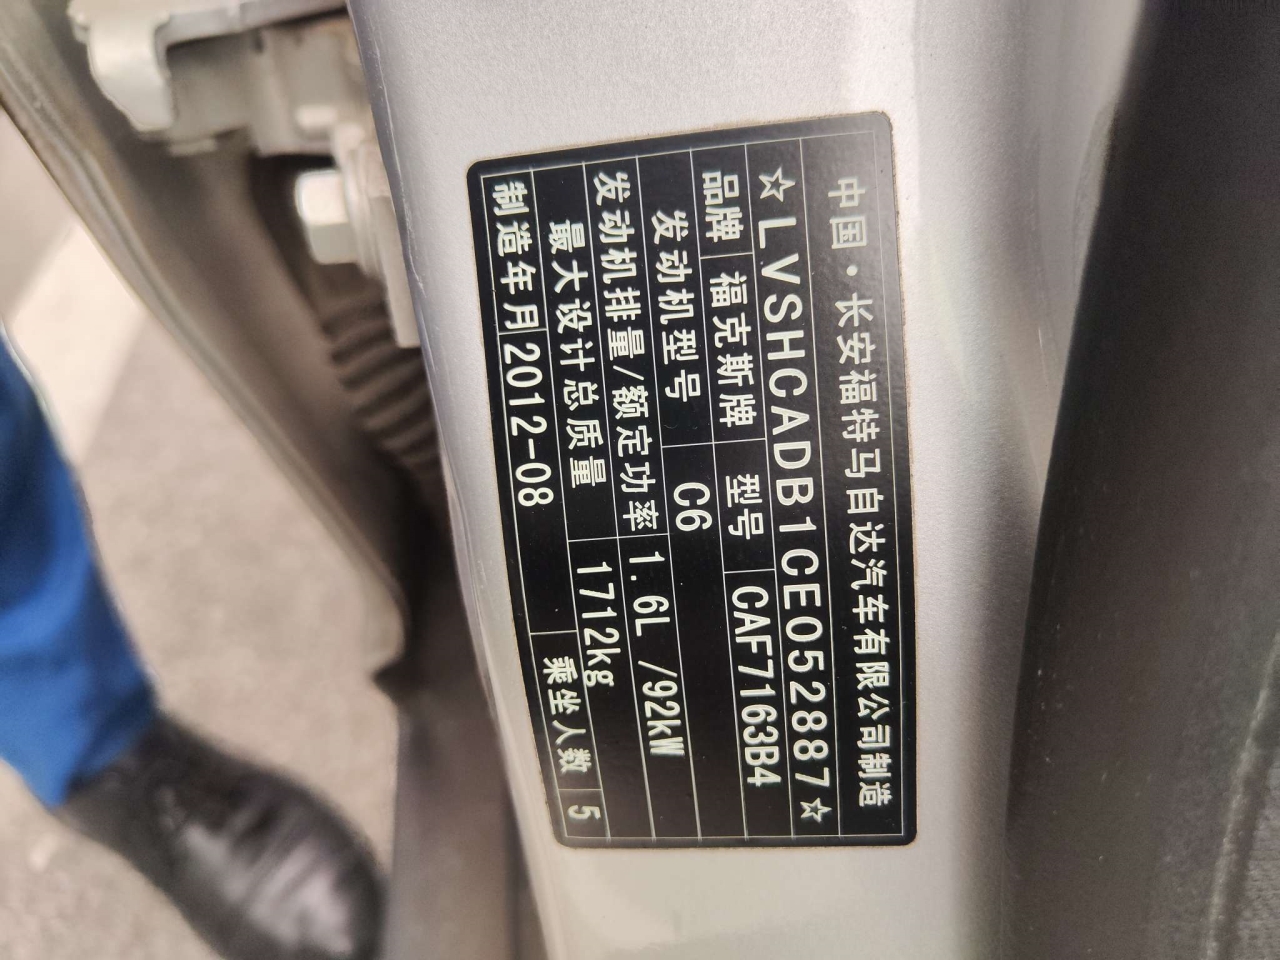 中国·长安福特马自达汽车有限公司制造
☆LVSHCADB1CE052887☆
品牌 福克斯牌 型号 CAF7163B4
发动机型号 C6
发动机排量/额定功率 1.6L /92kW
最大设计总质量 1712kg
制造年月 2012-08 乘坐人数 5